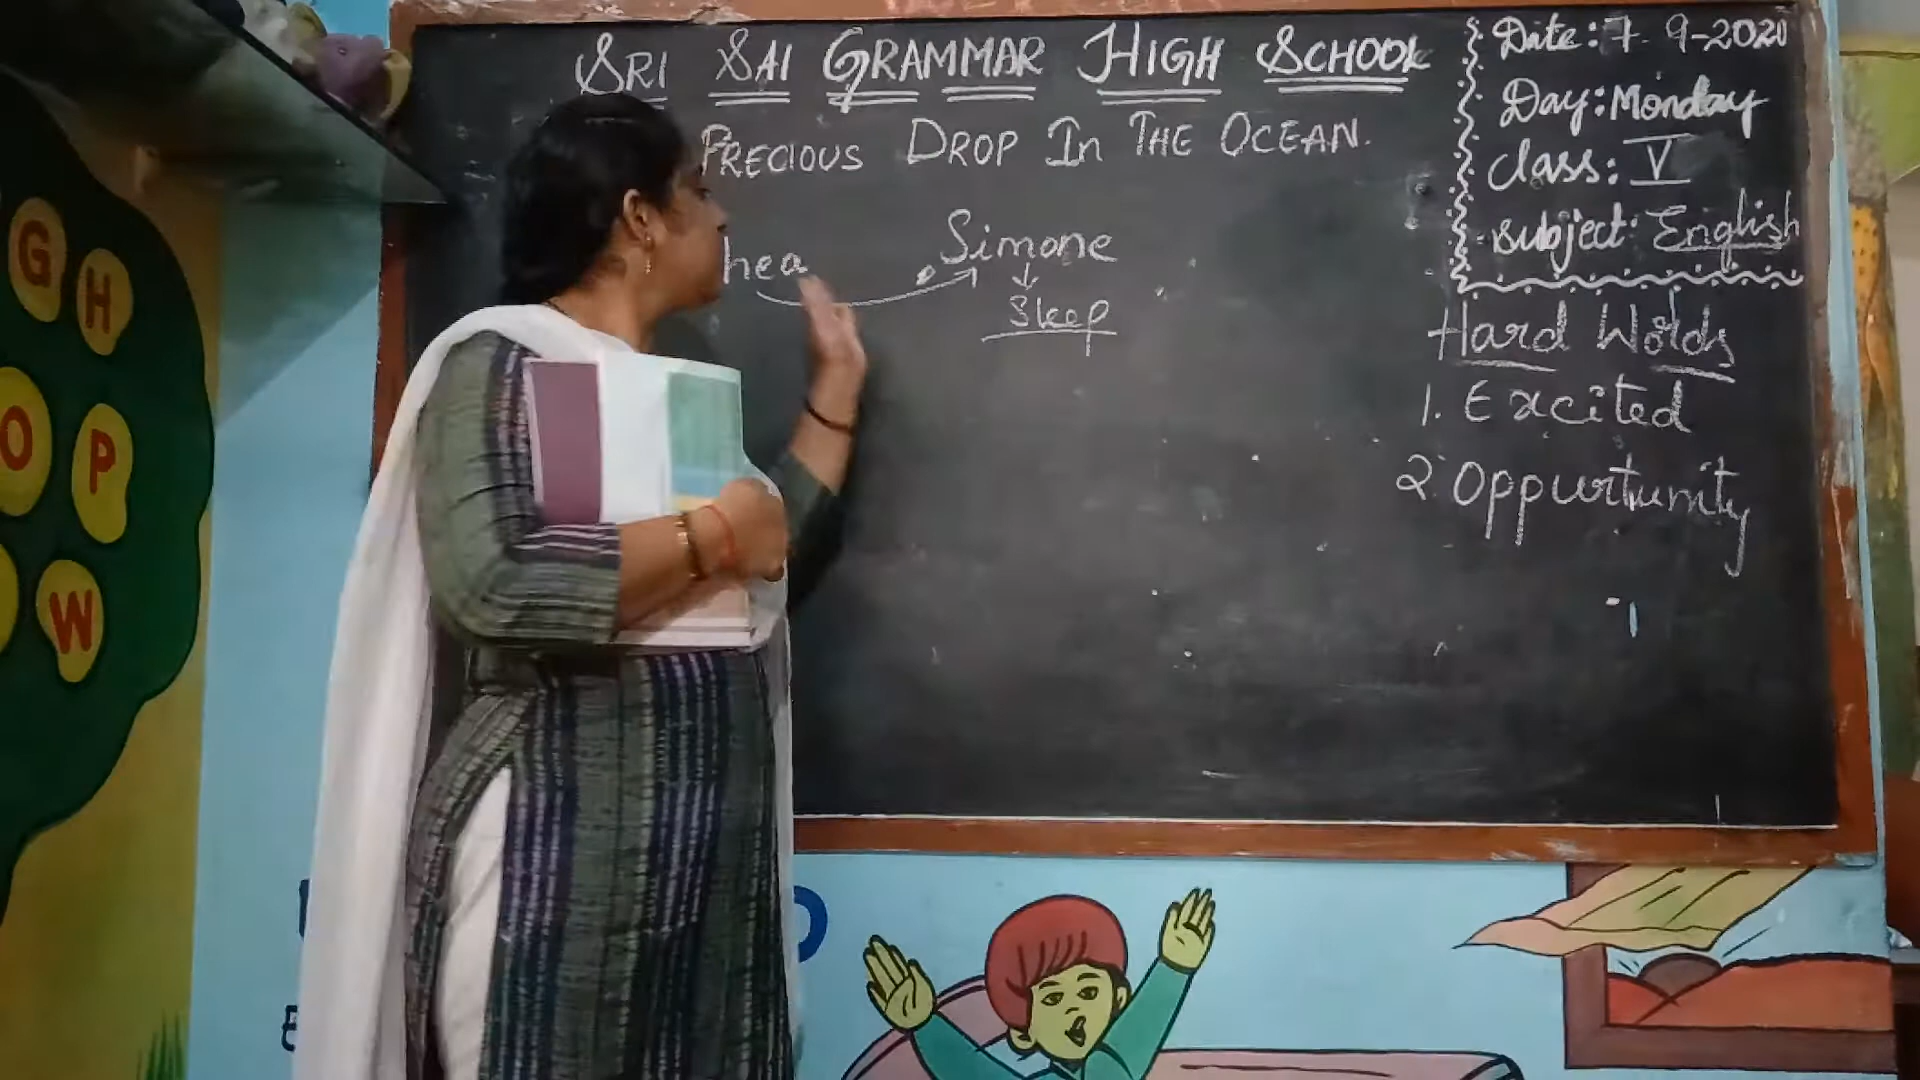 SRI SAI GRAMMAR HIGH SCHOOL
PRECIOUS DROP IN THE OCEAN.
hea Simone
Sleep
Date: 7-9-2020
Day: Monday
Class: V
Subject: English
Hard Words
1. Excited
2 Oppurtunity
G
H
O
P
W